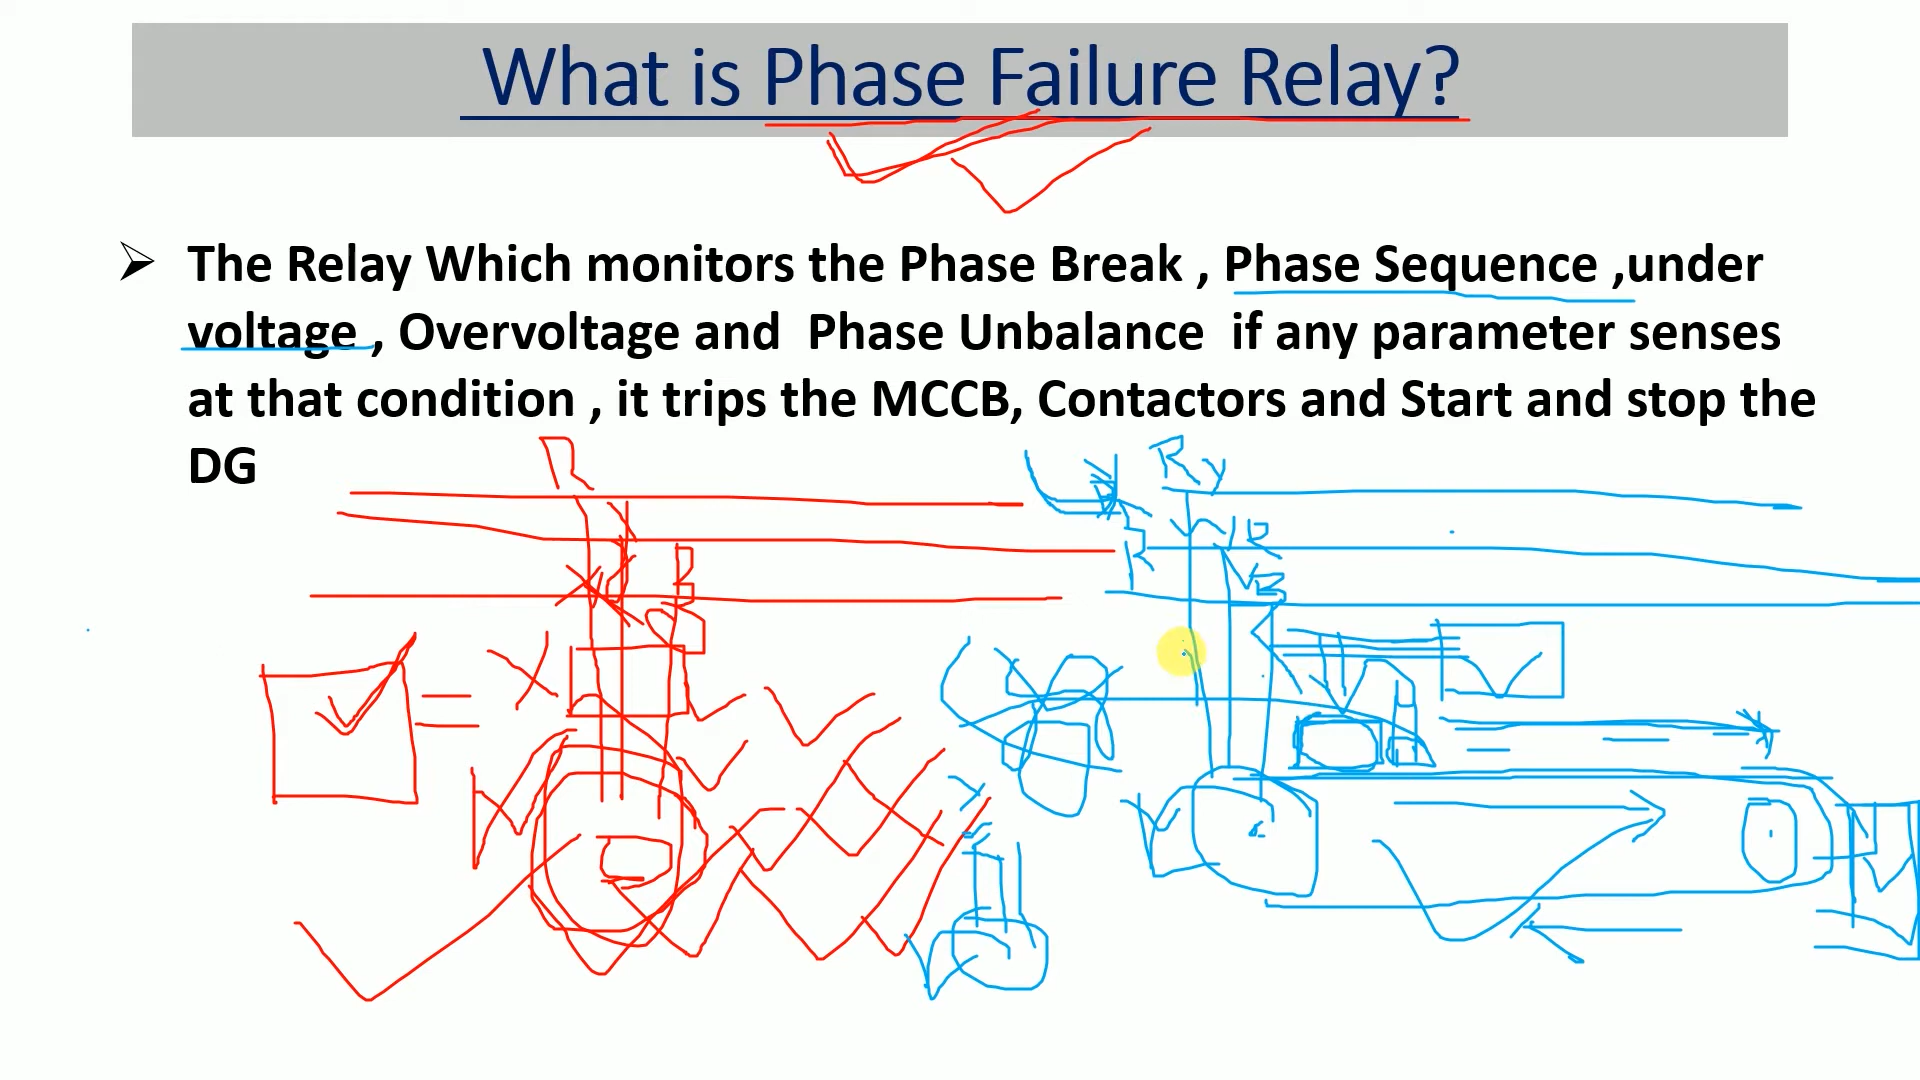 What is Phase Failure Relay?
The Relay Which monitors the Phase Break , Phase Sequence ,under
voltage , Overvoltage and Phase Unbalance if any parameter senses
at that condition , it trips the MCCB, Contactors and Start and stop the
DG
R
R y
B
R
B